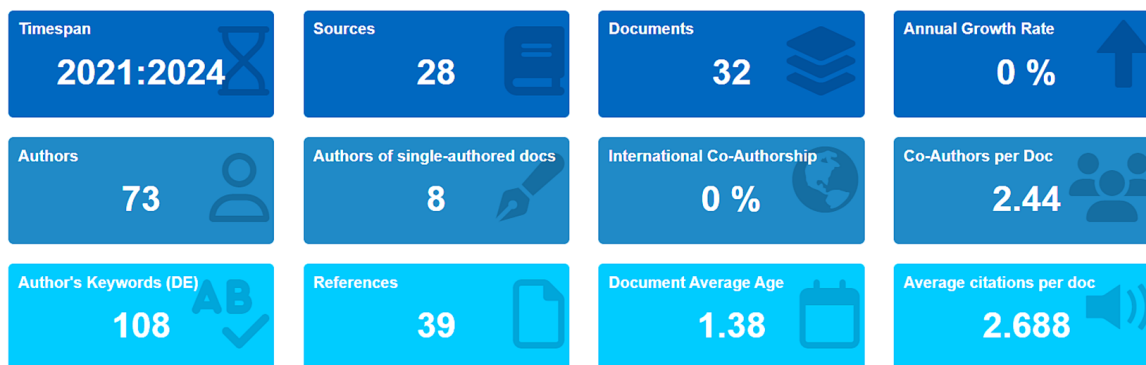 Timespan
2021:2024
Sources
28
Documents
32
Annual Growth Rate
0 %
Authors
73
Authors of single-authored docs
8
International Co-Authorship
0 %
Co-Authors per Doc
2.44
Author's Keywords (DE)
108
AB
References
39
Document Average Age
1.38
Average citations per doc
2.688